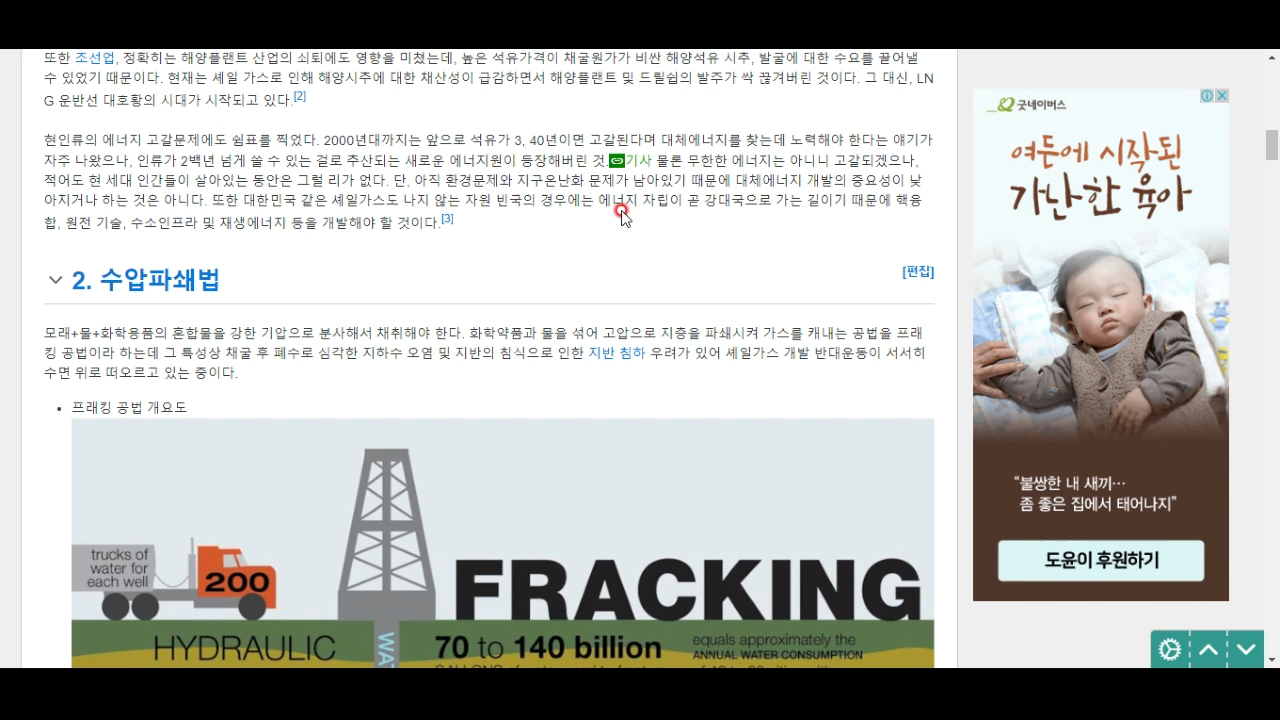 또한 조선업, 정확히는 해양플랜트 산업의 쇠퇴에도 영향을 미쳤는데, 높은 석유가격이 채굴원가가 비싼 해양석유 시추, 발굴에 대한 수요를 끌어낼
수 있었기 때문이다. 현재는 셰일 가스로 인해 해양시추에 대한 채산성이 급감하면서 해양플랜트 및 드릴쉽의 발주가 싹 끊겨버린 것이다. 그 대신, LN
G 운반선 대호황의 시대가 시작되고 있다.[2]
현인류의 에너지 고갈문제에도 쉼표를 찍었다. 2000년대까지는 앞으로 석유가 3, 40년이면 고갈된다며 대체에너지를 찾는데 노력해야 한다는 얘기가
자주 나왔으나, 인류가 2백년 넘게 쓸 수 있는 걸로 추산되는 새로운 에너지원이 등장해버린 것.기사 물론 무한한 에너지는 아니니 고갈되겠으나,
적어도 현 세대 인간들이 살아있는 동안은 그럴 리가 없다. 단, 아직 환경문제와 지구온난화 문제가 남아있기 때문에 대체에너지 개발의 중요성이 낮
아지거나 하는 것은 아니다. 또한 대한민국 같은 셰일가스도 나지 않는 자원 빈국의 경우에는 에너지 자립이 곧 강대국으로 가는 길이기 때문에 핵융
합, 원전 기술, 수소인프라 및 재생에너지 등을 개발해야 할 것이다.[3]
2. 수압파쇄법
[편집]
모래+물+화학용품의 혼합물을 강한 기압으로 분사해서 채취해야 한다. 화학약품과 물을 섞어 고압으로 지층을 파쇄시켜 가스를 캐내는 공법을 프래
킹 공법이라 하는데 그 특성상 채굴 후 폐수로 심각한 지하수 오염 및 지반의 침식으로 인한 지반 침하 우려가 있어 셰일가스 개발 반대운동이 서서히
수면 위로 떠오르고 있는 중이다.
프래킹 공법 개요도
trucks of
water for
each well
200
FRACKING
HYDRAULIC
WA
70 to 140 billion
equals approximately the
ANNUAL WATER CONSUMPTION
굿네이버스
여든에 시작된
가난한 육아
“불쌍한 내 새끼…
좀 좋은 집에서 태어나지”
도윤이 후원하기